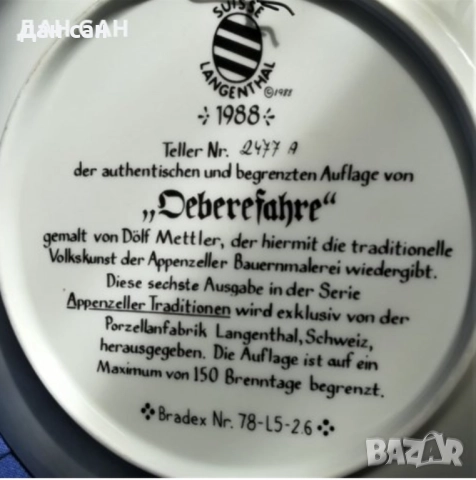 ДАН GAН
Даксан
SUISSE
LANGENTHAL
©1988
1988
Teller Nr. 2477 A
der authentischen und begrenzten Auflage von
„Oeberefahre“
gemalt von Dölf Mettler, der hiermit die traditionelle
Volkskunst der Appenzeller Bauernmalerei wiedergibt.
Diese sechste Ausgabe in der Serie
Appenzeller Traditionen wird exklusiv von der
Porzellanfabrik Langenthal, Schweiz,
herausgegeben. Die Auflage ist auf ein
Maximum von 150 Brenntage begrenzt.
Bradex Nr. 78-L5-2.6
BAZAR